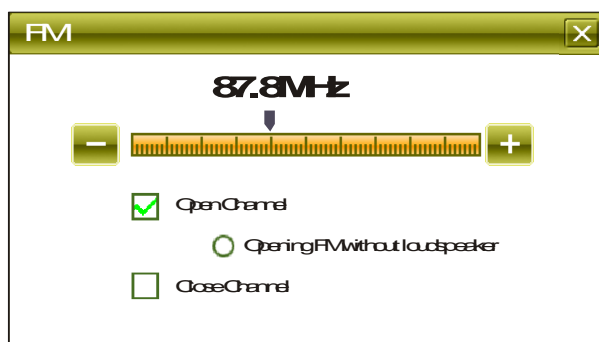 FM
87.8MHz
Open Channel
Opening FM without loudspeaker
Close Channel